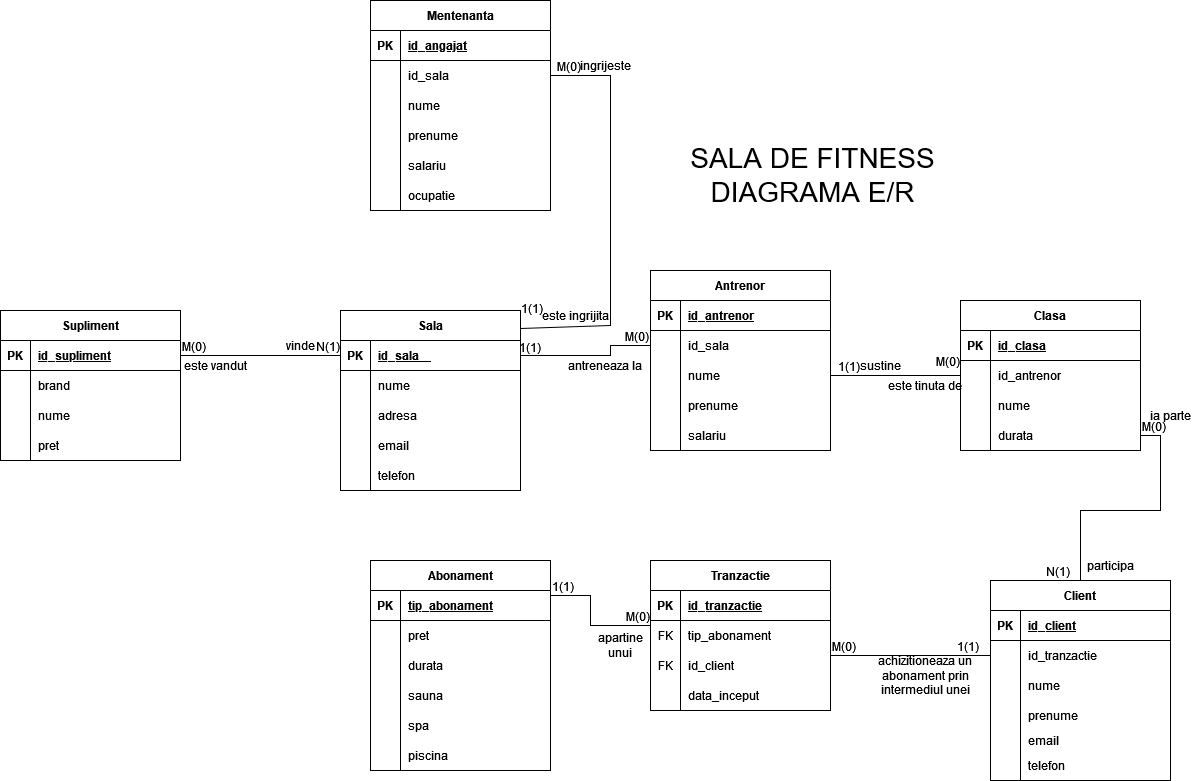 Mentenanta
PK id_angajat
id_sala
nume
prenume
salariu
ocupatie
M(0) ingrijeste
SALA DE FITNESS
DIAGRAMA E/R
Supliment
PK id_supliment
brand
nume
pret
M(0)
este vandut
vinde N(1)
Sala
PK id_sala
nume
adresa
email
telefon
1(1) este ingrijita
1(1)
M(0)
antreneaza la
Antrenor
PK id_antrenor
id_sala
nume
prenume
salariu
1(1) sustine
M(0)
este tinuta de
Clasa
PK id_clasa
id_antrenor
nume
durata
ia parte
M(0)
N(1)
participa
Abonament
PK tip_abonament
pret
durata
sauna
spa
piscina
1(1)
M(0)
apartine
unui
Tranzactie
PK id_tranzactie
FK tip_abonament
FK id_client
data_inceput
M(0)
1(1)
achizitioneaza un
abonament prin
intermediul unei
Client
PK id_client
id_tranzactie
nume
prenume
email
telefon